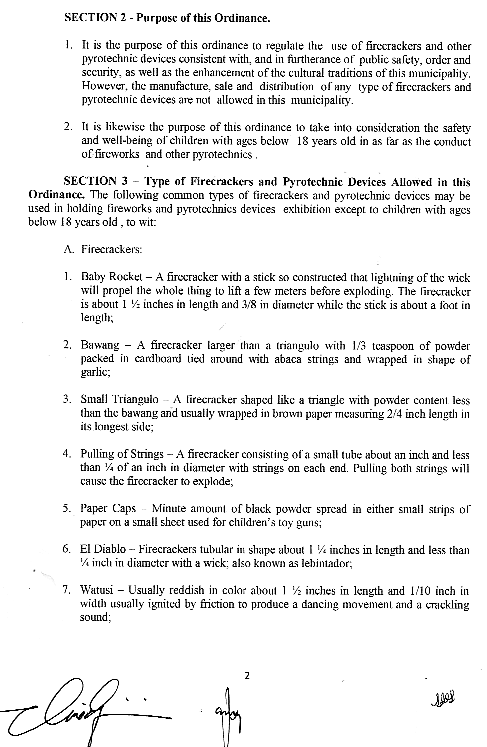 SECTION 2 - Purpose of this Ordinance.
1. It is the purpose of this ordinance to regulate the use of firecrackers and other
pyrotechnic devices consistent with, and in furtherance of public safety, order and
security, as well as the enhancement of the cultural traditions of this municipality.
However, the manufacture, sale and distribution of any type of firecrackers and
pyrotechnic devices are not allowed in this municipality.
2. It is likewise the purpose of this ordinance to take into consideration the safety
and well-being of children with ages below 18 years old in as far as the conduct
of fireworks and other pyrotechnics .
SECTION 3 – Type of Firecrackers and Pyrotechnic Devices Allowed in this
Ordinance. The following common types of firecrackers and pyrotechnic devices may be
used in holding fireworks and pyrotechnics devices exhibition except to children with ages
below 18 years old , to wit:
A. Firecrackers:
1. Baby Rocket – A firecracker with a stick so constructed that lightning of the wick
will propel the whole thing to lift a few meters before exploding. The firecracker
is about 1 ½ inches in length and 3/8 in diameter while the stick is about a foot in
length;
2. Bawang – A firecracker larger than a triangulo with 1/3 teaspoon of powder
packed in cardboard tied around with abaca strings and wrapped in shape of
garlic;
3. Small Triangulo – A firecracker shaped like a triangle with powder content less
than the bawang and usually wrapped in brown paper measuring 2/4 inch length in
its longest side;
4. Pulling of Strings – A firecracker consisting of a small tube about an inch and less
than ¼ of an inch in diameter with strings on each end. Pulling both strings will
cause the firecracker to explode;
5. Paper Caps – Minute amount of black powder spread in either small strips of
paper on a small sheet used for children's toy guns;
6. El Diablo – Firecrackers tubular in shape about 1 ¼ inches in length and less than
¼ inch in diameter with a wick; also known as lebintador;
7. Watusi – Usually reddish in color about 1 ½ inches in length and 1/10 inch in
width usually ignited by friction to produce a dancing movement and a crackling
sound;
2